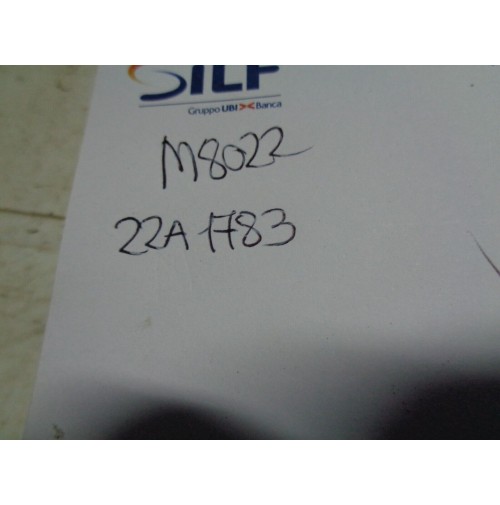 SILF
Gruppo UBI Banca
M8022
22A1783